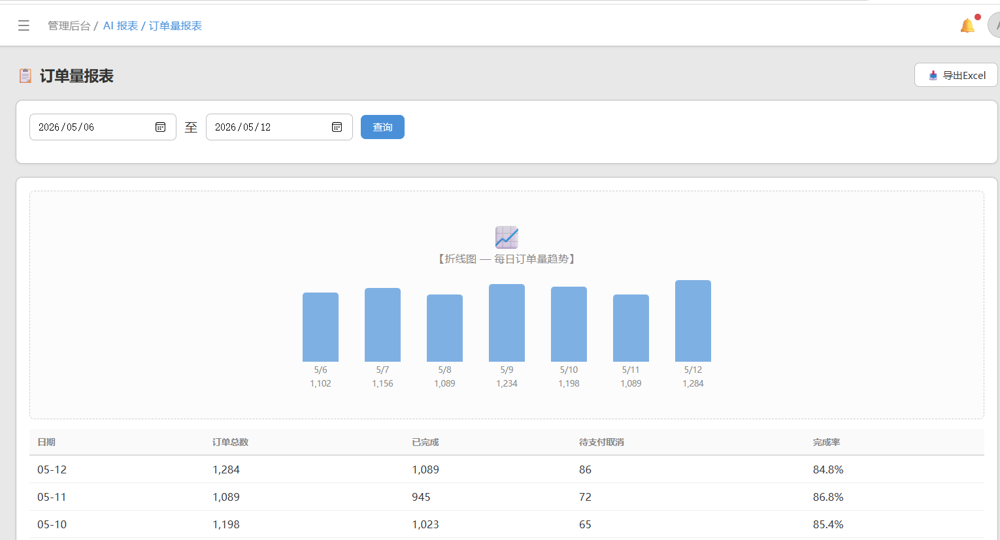 管理后台 / AI 报表 / 订单量报表
A
订单量报表
导出Excel
2026/05/06 至 2026/05/12 查询
【折线图 — 每日订单量趋势】
5/6 5/7 5/8 5/9 5/10 5/11 5/12
1,102 1,156 1,089 1,234 1,198 1,089 1,284
日期 订单总数 已完成 待支付取消 完成率
05-12 1,284 1,089 86 84.8%
05-11 1,089 945 72 86.8%
05-10 1,198 1,023 65 85.4%